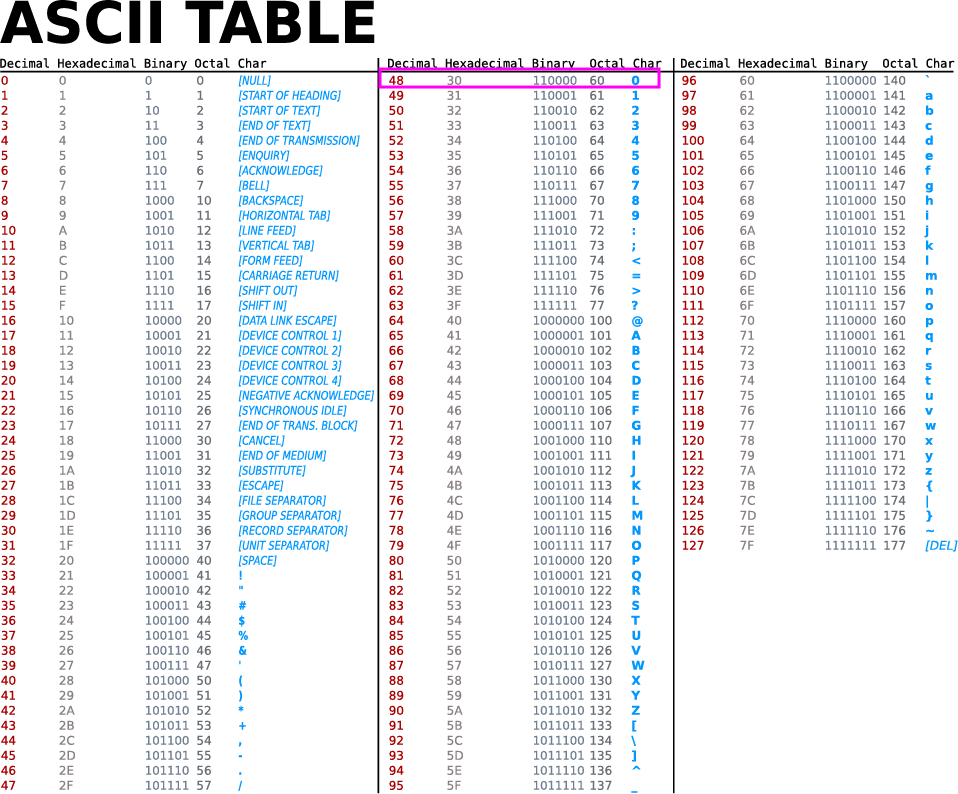 ASCII TABLE
Decimal Hexadecimal Binary Octal Char
0 0 0 0 [NULL]
1 1 1 1 [START OF HEADING]
2 2 10 2 [START OF TEXT]
3 3 11 3 [END OF TEXT]
4 4 100 4 [END OF TRANSMISSION]
5 5 101 5 [ENQUIRY]
6 6 110 6 [ACKNOWLEDGE]
7 7 111 7 [BELL]
8 8 1000 10 [BACKSPACE]
9 9 1001 11 [HORIZONTAL TAB]
10 A 1010 12 [LINE FEED]
11 B 1011 13 [VERTICAL TAB]
12 C 1100 14 [FORM FEED]
13 D 1101 15 [CARRIAGE RETURN]
14 E 1110 16 [SHIFT OUT]
15 F 1111 17 [SHIFT IN]
16 10 10000 20 [DATA LINK ESCAPE]
17 11 10001 21 [DEVICE CONTROL 1]
18 12 10010 22 [DEVICE CONTROL 2]
19 13 10011 23 [DEVICE CONTROL 3]
20 14 10100 24 [DEVICE CONTROL 4]
21 15 10101 25 [NEGATIVE ACKNOWLEDGE]
22 16 10110 26 [SYNCHRONOUS IDLE]
23 17 10111 27 [END OF TRANS. BLOCK]
24 18 11000 30 [CANCEL]
25 19 11001 31 [END OF MEDIUM]
26 1A 11010 32 [SUBSTITUTE]
27 1B 11011 33 [ESCAPE]
28 1C 11100 34 [FILE SEPARATOR]
29 1D 11101 35 [GROUP SEPARATOR]
30 1E 11110 36 [RECORD SEPARATOR]
31 1F 11111 37 [UNIT SEPARATOR]
32 20 100000 40 [SPACE]
33 21 100001 41 !
34 22 100010 42 "
35 23 100011 43 #
36 24 100100 44 $
37 25 100101 45 %
38 26 100110 46 &
39 27 100111 47 '
40 28 101000 50 (
41 29 101001 51 )
42 2A 101010 52 *
43 2B 101011 53 +
44 2C 101100 54 ,
45 2D 101101 55 -
46 2E 101110 56 .
47 2F 101111 57 /
Decimal Hexadecimal Binary Octal Char
48 30 110000 60 0
49 31 110001 61 1
50 32 110010 62 2
51 33 110011 63 3
52 34 110100 64 4
53 35 110101 65 5
54 36 110110 66 6
55 37 110111 67 7
56 38 111000 70 8
57 39 111001 71 9
58 3A 111010 72 :
59 3B 111011 73 ;
60 3C 111100 74 <
61 3D 111101 75 =
62 3E 111110 76 >
63 3F 111111 77 ?
64 40 1000000 100 @
65 41 1000001 101 A
66 42 1000010 102 B
67 43 1000011 103 C
68 44 1000100 104 D
69 45 1000101 105 E
70 46 1000110 106 F
71 47 1000111 107 G
72 48 1001000 110 H
73 49 1001001 111 I
74 4A 1001010 112 J
75 4B 1001011 113 K
76 4C 1001100 114 L
77 4D 1001101 115 M
78 4E 1001110 116 N
79 4F 1001111 117 O
80 50 1010000 120 P
81 51 1010001 121 Q
82 52 1010010 122 R
83 53 1010011 123 S
84 54 1010100 124 T
85 55 1010101 125 U
86 56 1010110 126 V
87 57 1010111 127 W
88 58 1011000 130 X
89 59 1011001 131 Y
90 5A 1011010 132 Z
91 5B 1011011 133 [
92 5C 1011100 134 \
93 5D 1011101 135 ]
94 5E 1011110 136 ^
95 5F 1011111 137 _
Decimal Hexadecimal Binary Octal Char
96 60 1100000 140 `
97 61 1100001 141 a
98 62 1100010 142 b
99 63 1100011 143 c
100 64 1100100 144 d
101 65 1100101 145 e
102 66 1100110 146 f
103 67 1100111 147 g
104 68 1101000 150 h
105 69 1101001 151 i
106 6A 1101010 152 j
107 6B 1101011 153 k
108 6C 1101100 154 l
109 6D 1101101 155 m
110 6E 1101110 156 n
111 6F 1101111 157 o
112 70 1110000 160 p
113 71 1110001 161 q
114 72 1110010 162 r
115 73 1110011 163 s
116 74 1110100 164 t
117 75 1110101 165 u
118 76 1110110 166 v
119 77 1110111 167 w
120 78 1111000 170 x
121 79 1111001 171 y
122 7A 1111010 172 z
123 7B 1111011 173 {
124 7C 1111100 174 |
125 7D 1111101 175 }
126 7E 1111110 176 ~
127 7F 1111111 177 [DEL]